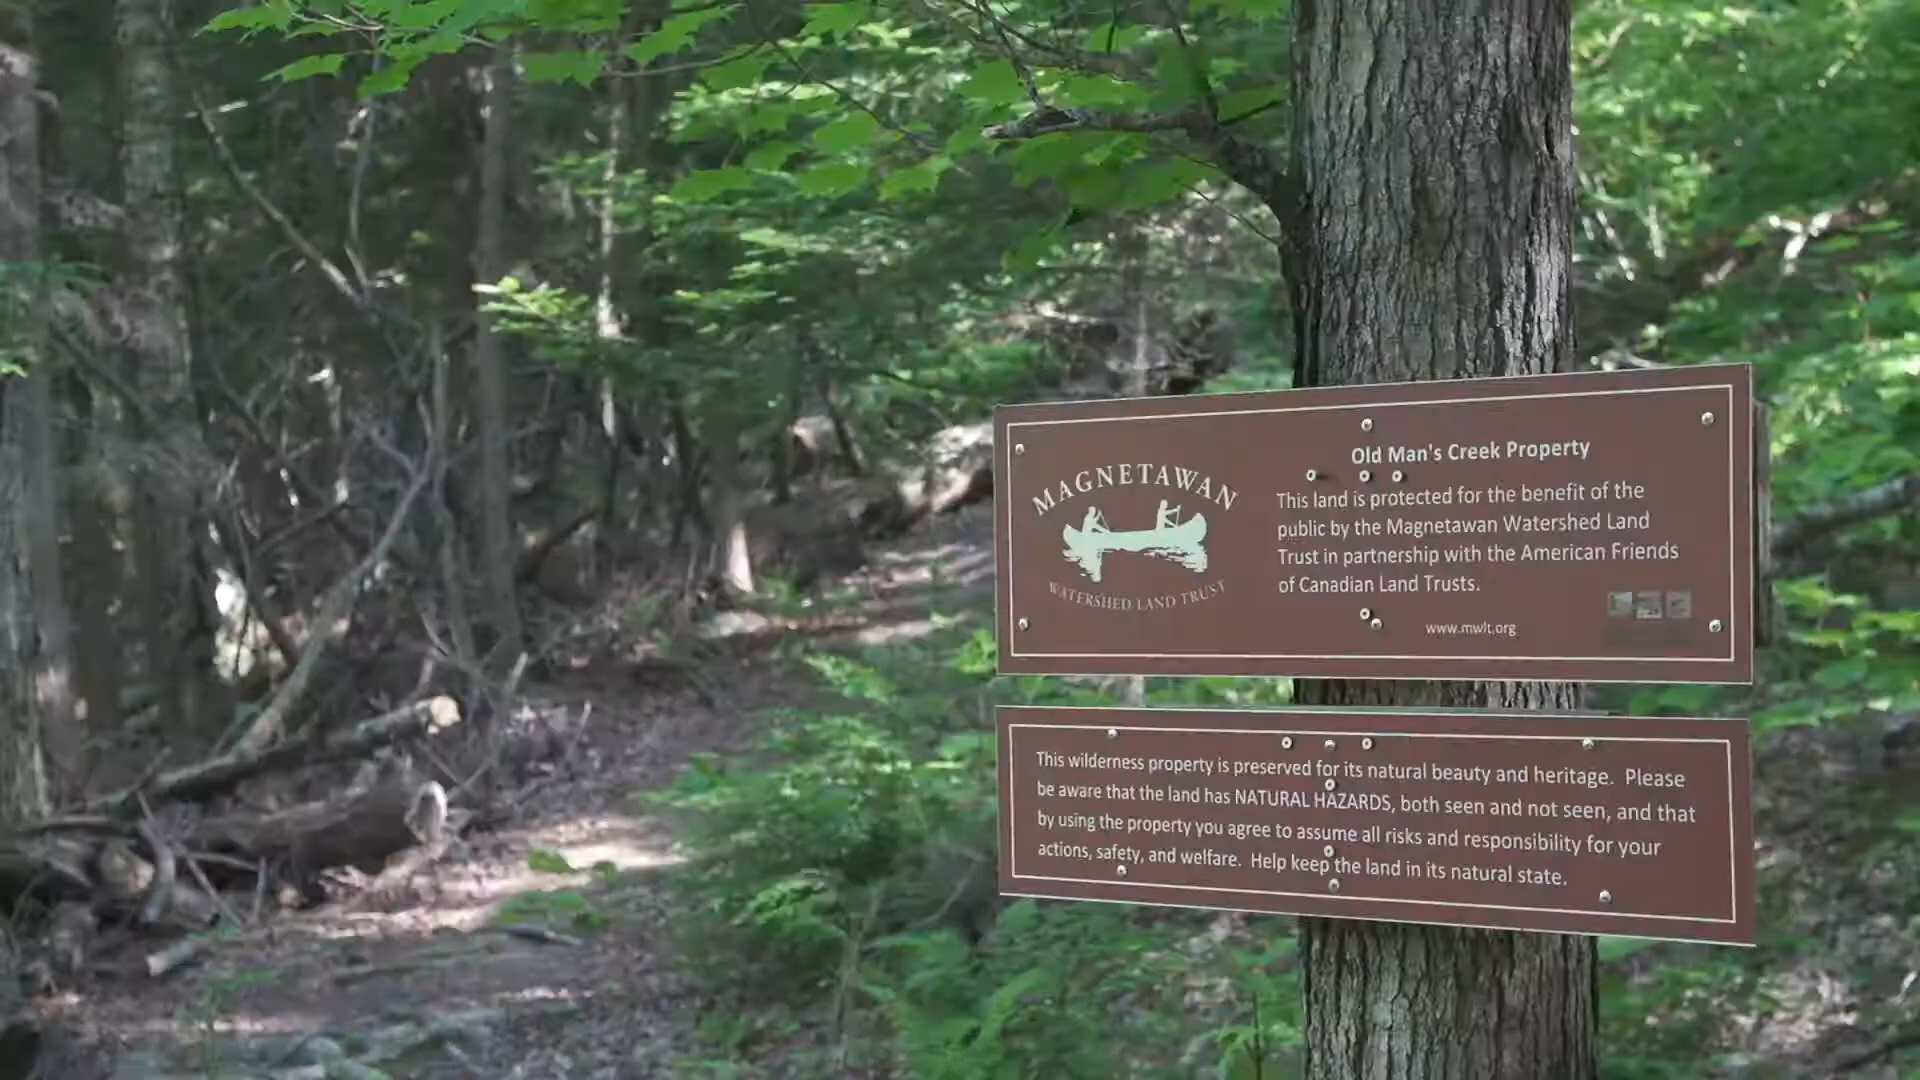 MAGNETAWAN
WATERSHED LAND TRUST
Old Man's Creek Property
This land is protected for the benefit of the
public by the Magnetawan Watershed Land
Trust in partnership with the American Friends
of Canadian Land Trusts.
www.mwlt.org
This wilderness property is preserved for its natural beauty and heritage. Please
be aware that the land has NATURAL HAZARDS, both seen and not seen, and that
by using the property you agree to assume all risks and responsibility for your
actions, safety, and welfare. Help keep the land in its natural state.